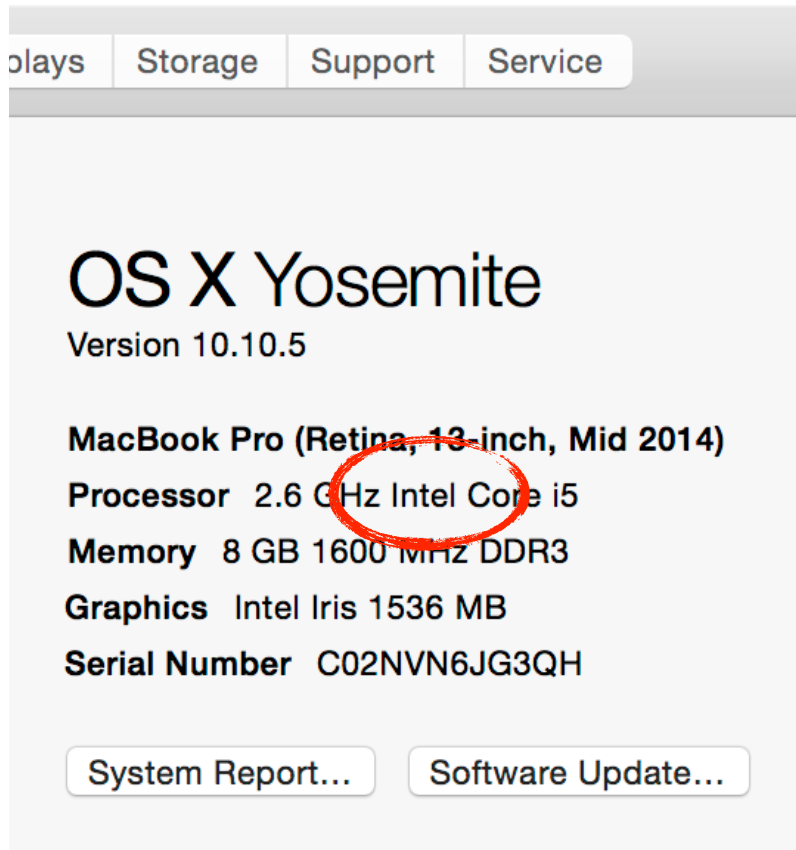 plays Storage Support Service
OS X Yosemite
Version 10.10.5
MacBook Pro (Retina, 13-inch, Mid 2014)
Processor 2.6 GHz Intel Core i5
Memory 8 GB 1600 MHz DDR3
Graphics Intel Iris 1536 MB
Serial Number C02NVN6JG3QH
System Report...
Software Update...